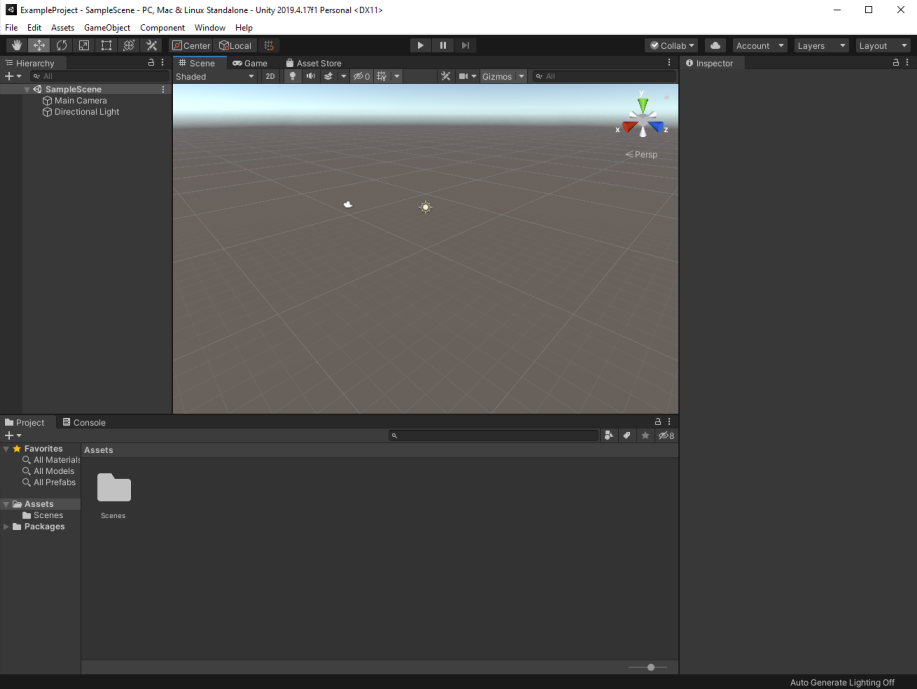 ExampleProject - SampleScene - PC, Mac & Linux Standalone - Unity 2019.4.17f1 Personal <DX11>
File Edit Assets GameObject Component Window Help
Center Local Collab Account Layers Layout
Hierarchy
All
SampleScene
Main Camera
Directional Light
Scene Game Asset Store
Shaded 2D 0 Gizmos All
y
x z
Persp
Inspector
Project Console
8
Favorites
All Materials
All Models
All Prefabs
Assets
Scenes
Packages
Assets
Scenes
Auto Generate Lighting Off